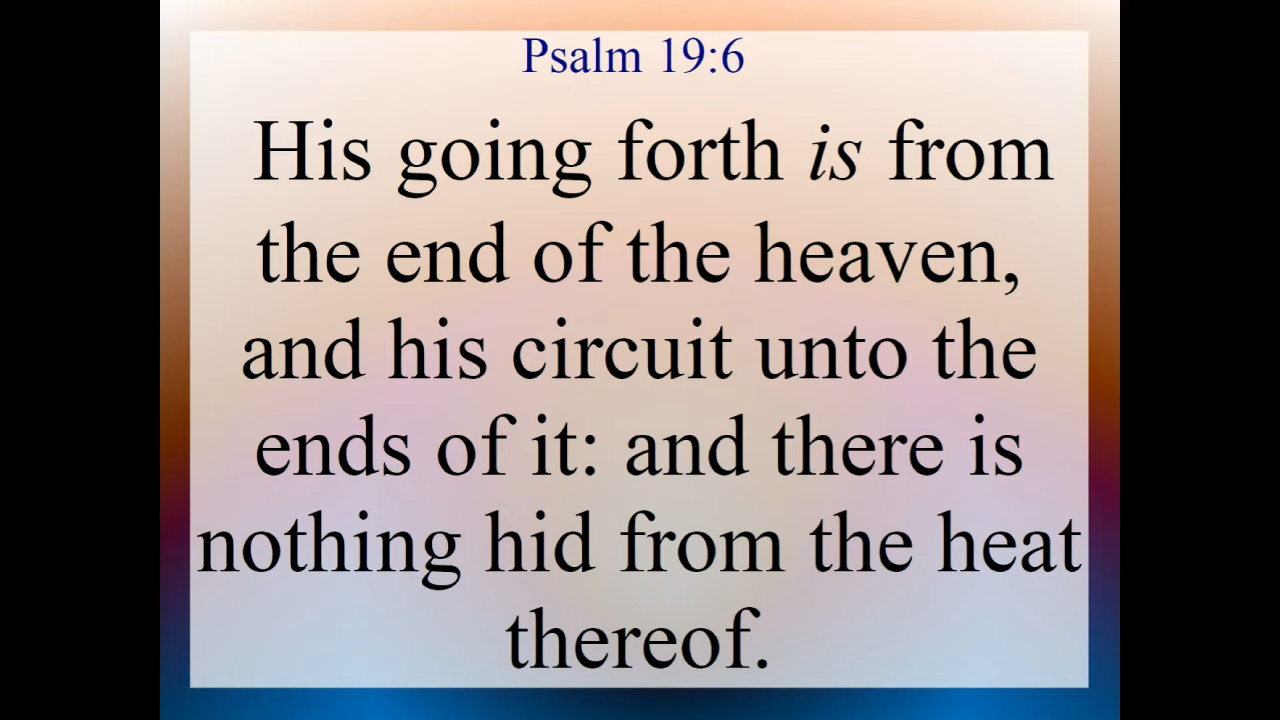 Psalm 19:6
His going forth is from
the end of the heaven,
and his circuit unto the
ends of it: and there is
nothing hid from the heat
thereof.